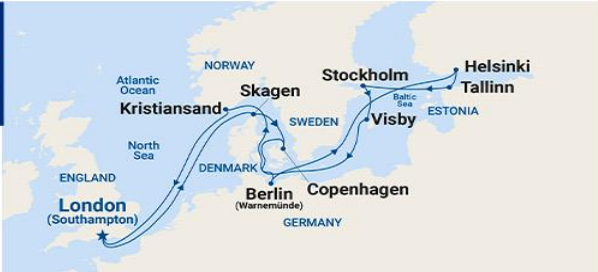 NORWAY
Helsinki
Stockholm
Atlantic
Ocean
Skagen
Tallinn
Kristiansand
Baltic
Sea
ESTONIA
SWEDEN
Visby
North
Sea
DENMARK
ENGLAND
Berlin
(Warnemünde)
Copenhagen
London
(Southampton)
GERMANY